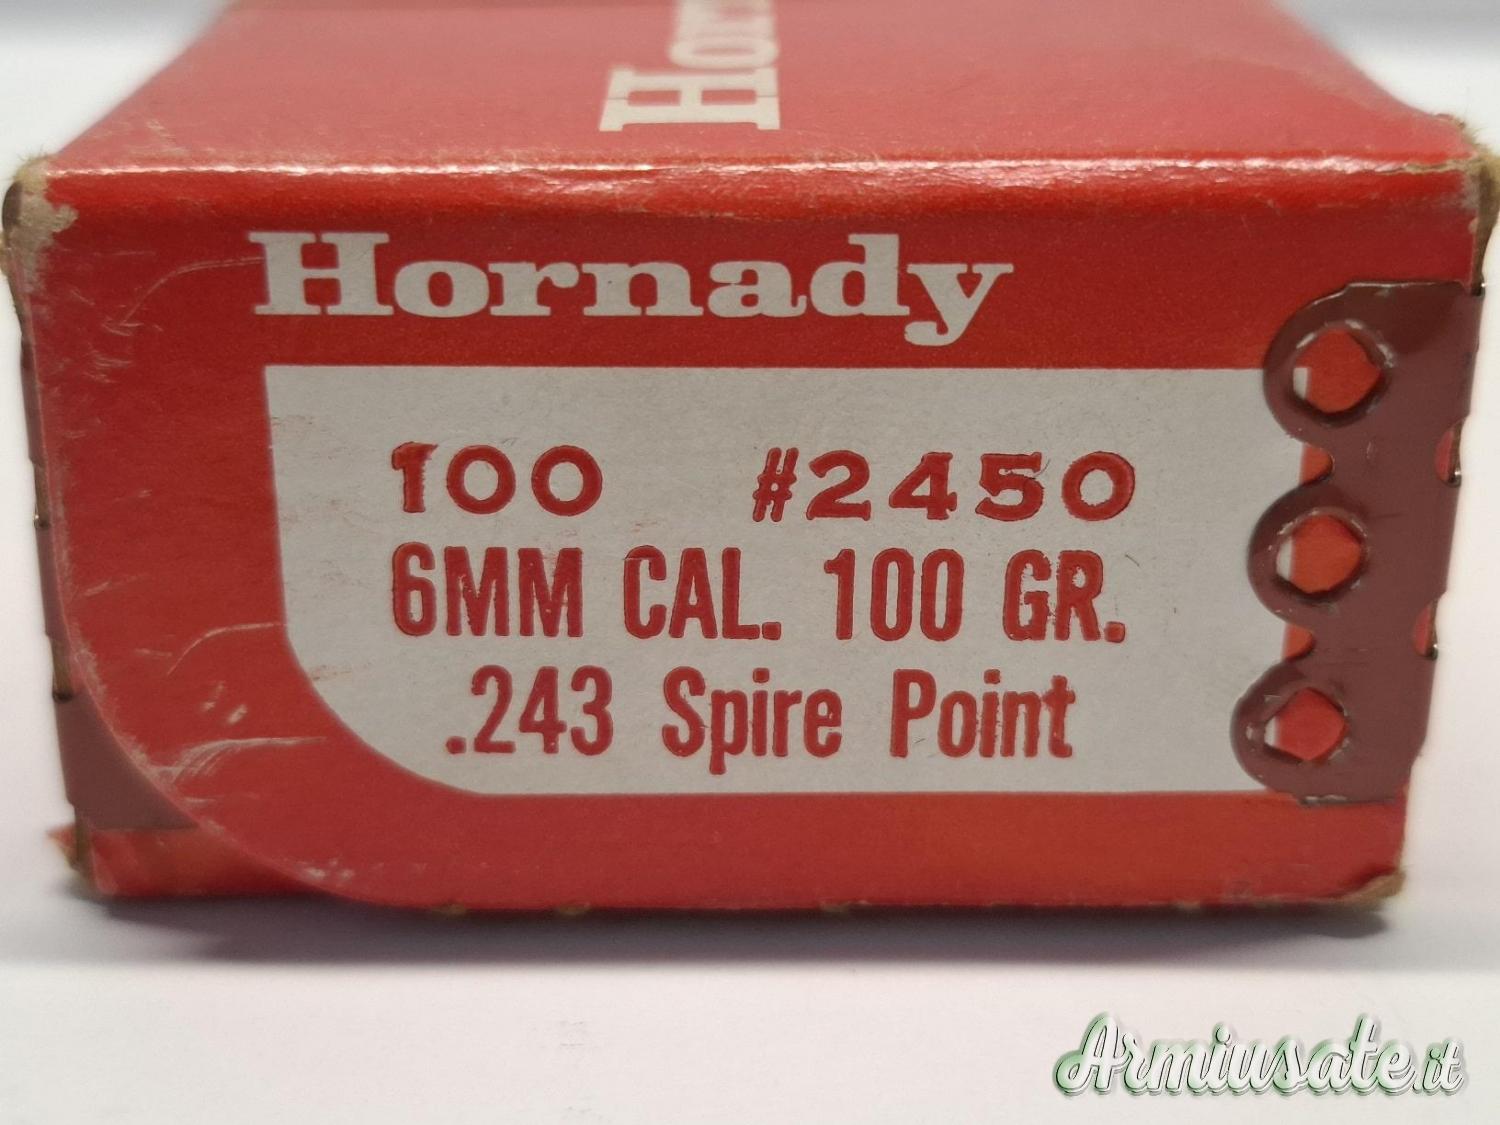 Hornady
100 #2450
6MM CAL. 100 GR.
.243 Spire Point
Armiusate.it